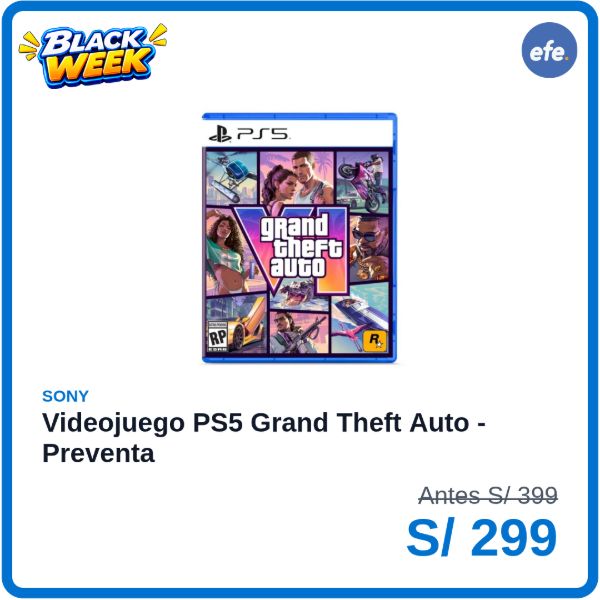 BLACK
WEEK
efe.
PS5
grand
theft
auto
VI
RP
ESRB
R
SONY
Videojuego PS5 Grand Theft Auto -
Preventa
Antes S/ 399
S/ 299